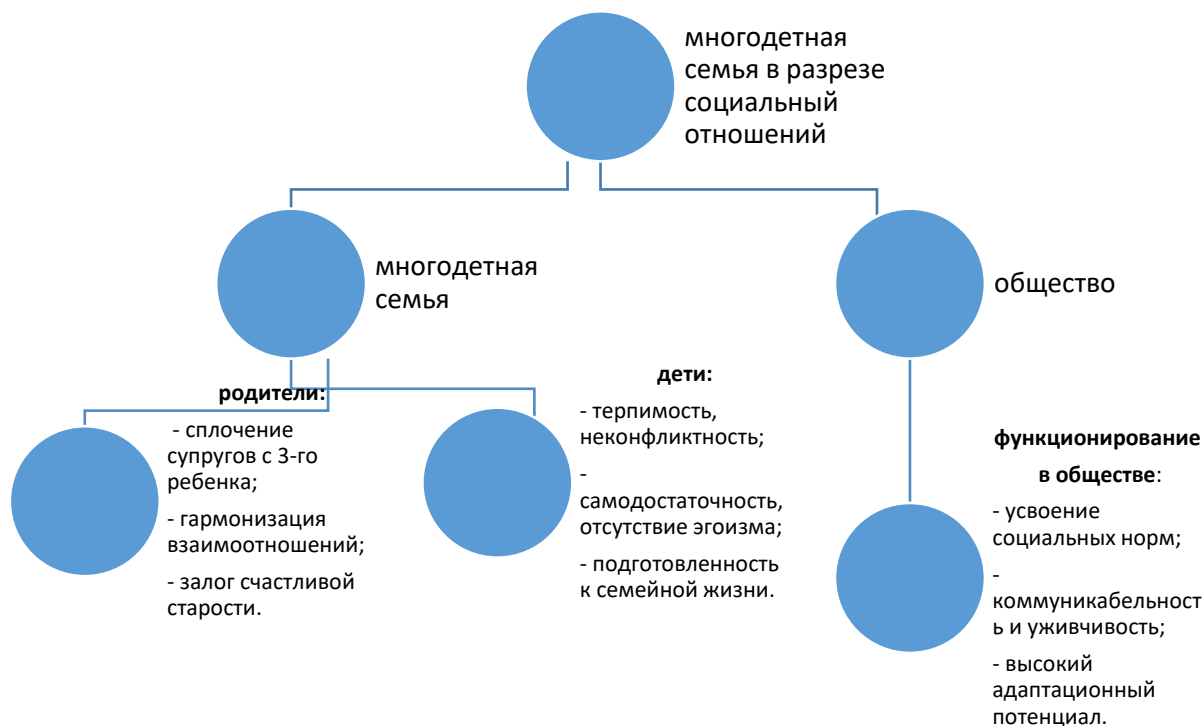 многодетная
семья в разрезе
социальный
отношений
многодетная
семья
общество
родители:
- сплочение
супругов с 3-го
ребенка;
- гармонизация
взаимоотношений;
- залог счастливой
старости.
дети:
- терпимость,
неконфликтность;
-
самодостаточность,
отсутствие эгоизма;
- подготовленность
к семейной жизни.
функционирование
в обществе:
- усвоение
социальных норм;
-
коммуникабельност
ь и уживчивость;
- высокий
адаптационный
потенциал.